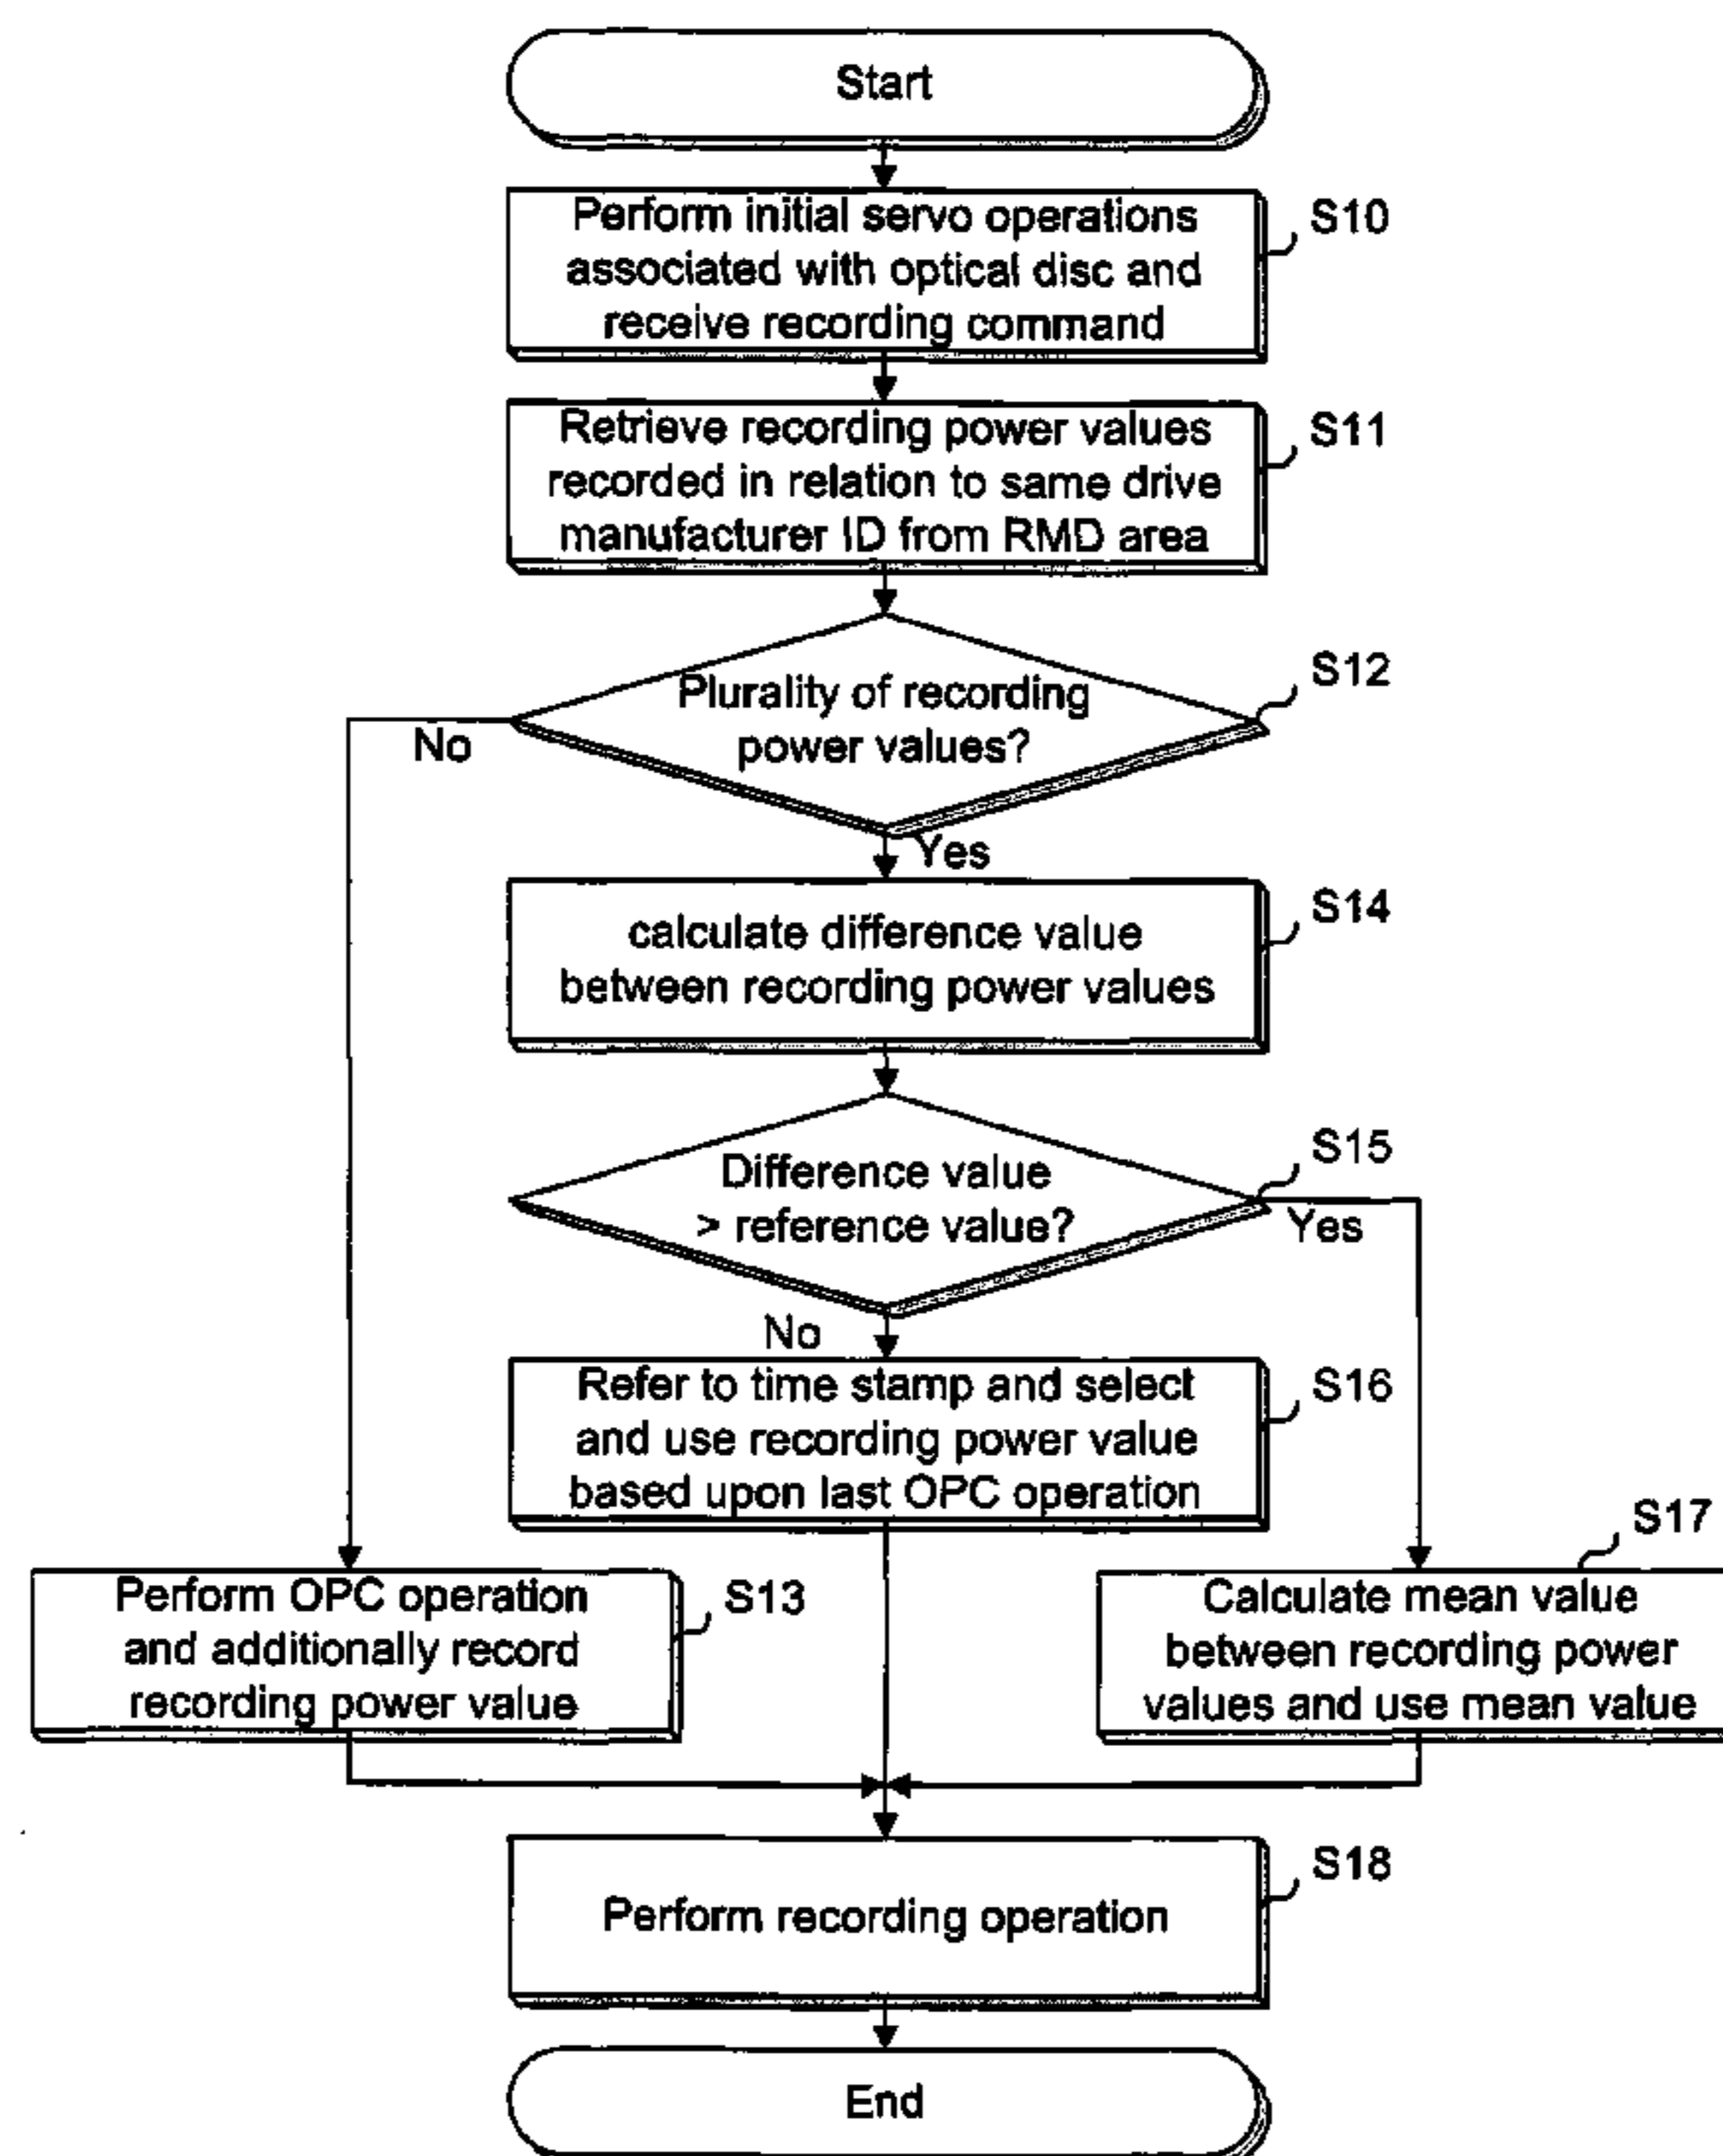 Start
Perform initial servo operations
associated with optical disc and
receive recording command
S10
Retrieve recording power values
recorded in relation to same drive
manufacturer ID from RMD area
S11
Plurality of recording
power values?
S12
No
Yes
calculate difference value
between recording power values
S14
Difference value
> reference value?
S15
Yes
No
Refer to time stamp and select
and use recording power value
based upon last OPC operation
S16
Perform OPC operation
and additionally record
recording power value
S13
Calculate mean value
between recording power
values and use mean value
S17
Perform recording operation
S18
End